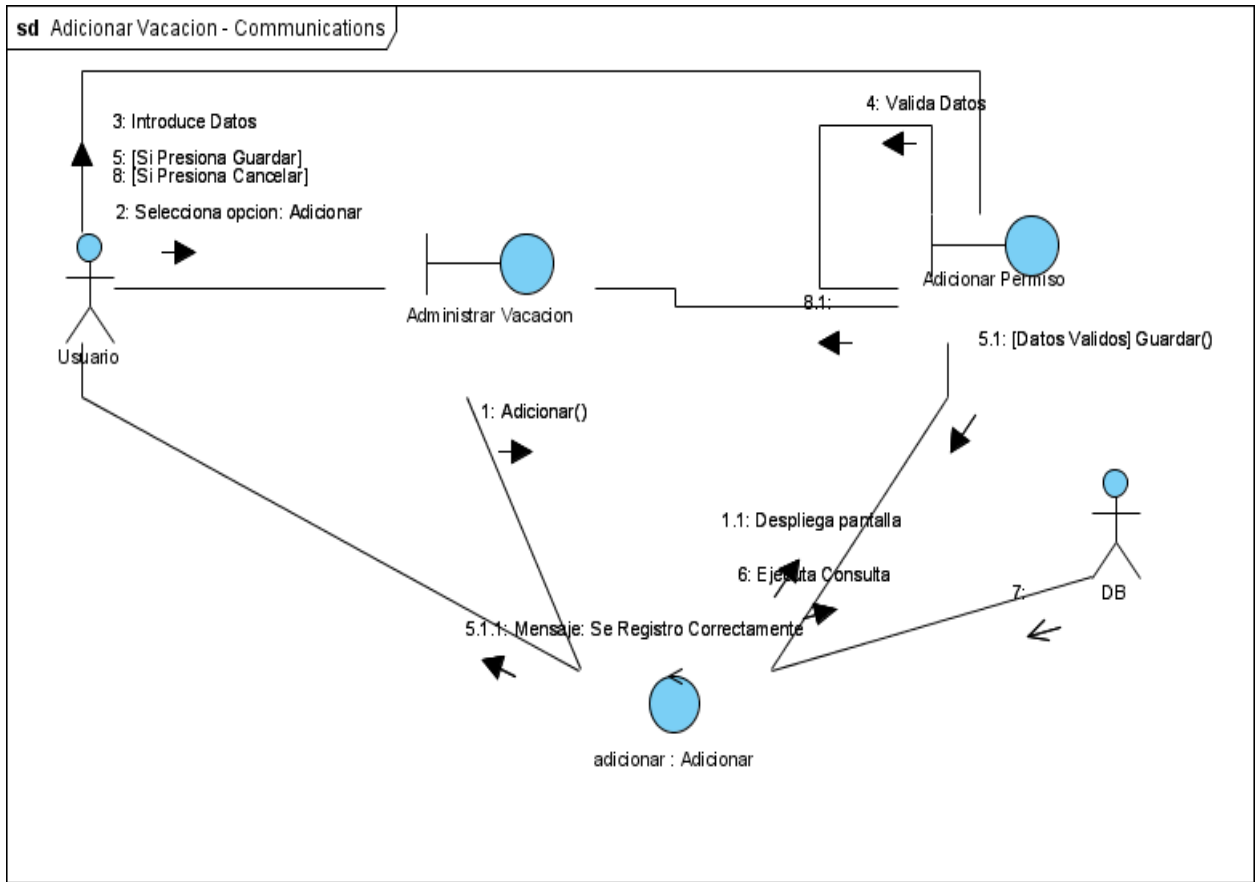 sd Adicionar Vacacion - Communications
4: Valida Datos
3: Introduce Datos
5: [Si Presiona Guardar]
8: [Si Presiona Cancelar]
2: Selecciona opcion: Adicionar
Adicionar Permiso
8.1:
Administrar Vacacion
5.1: [Datos Validos] Guardar()
Usuario
1: Adicionar()
1.1: Despliega pantalla
6: Ejecuta Consulta
7:
DB
5.1.1: Mensaje: Se Registro Correctamente
adicionar : Adicionar